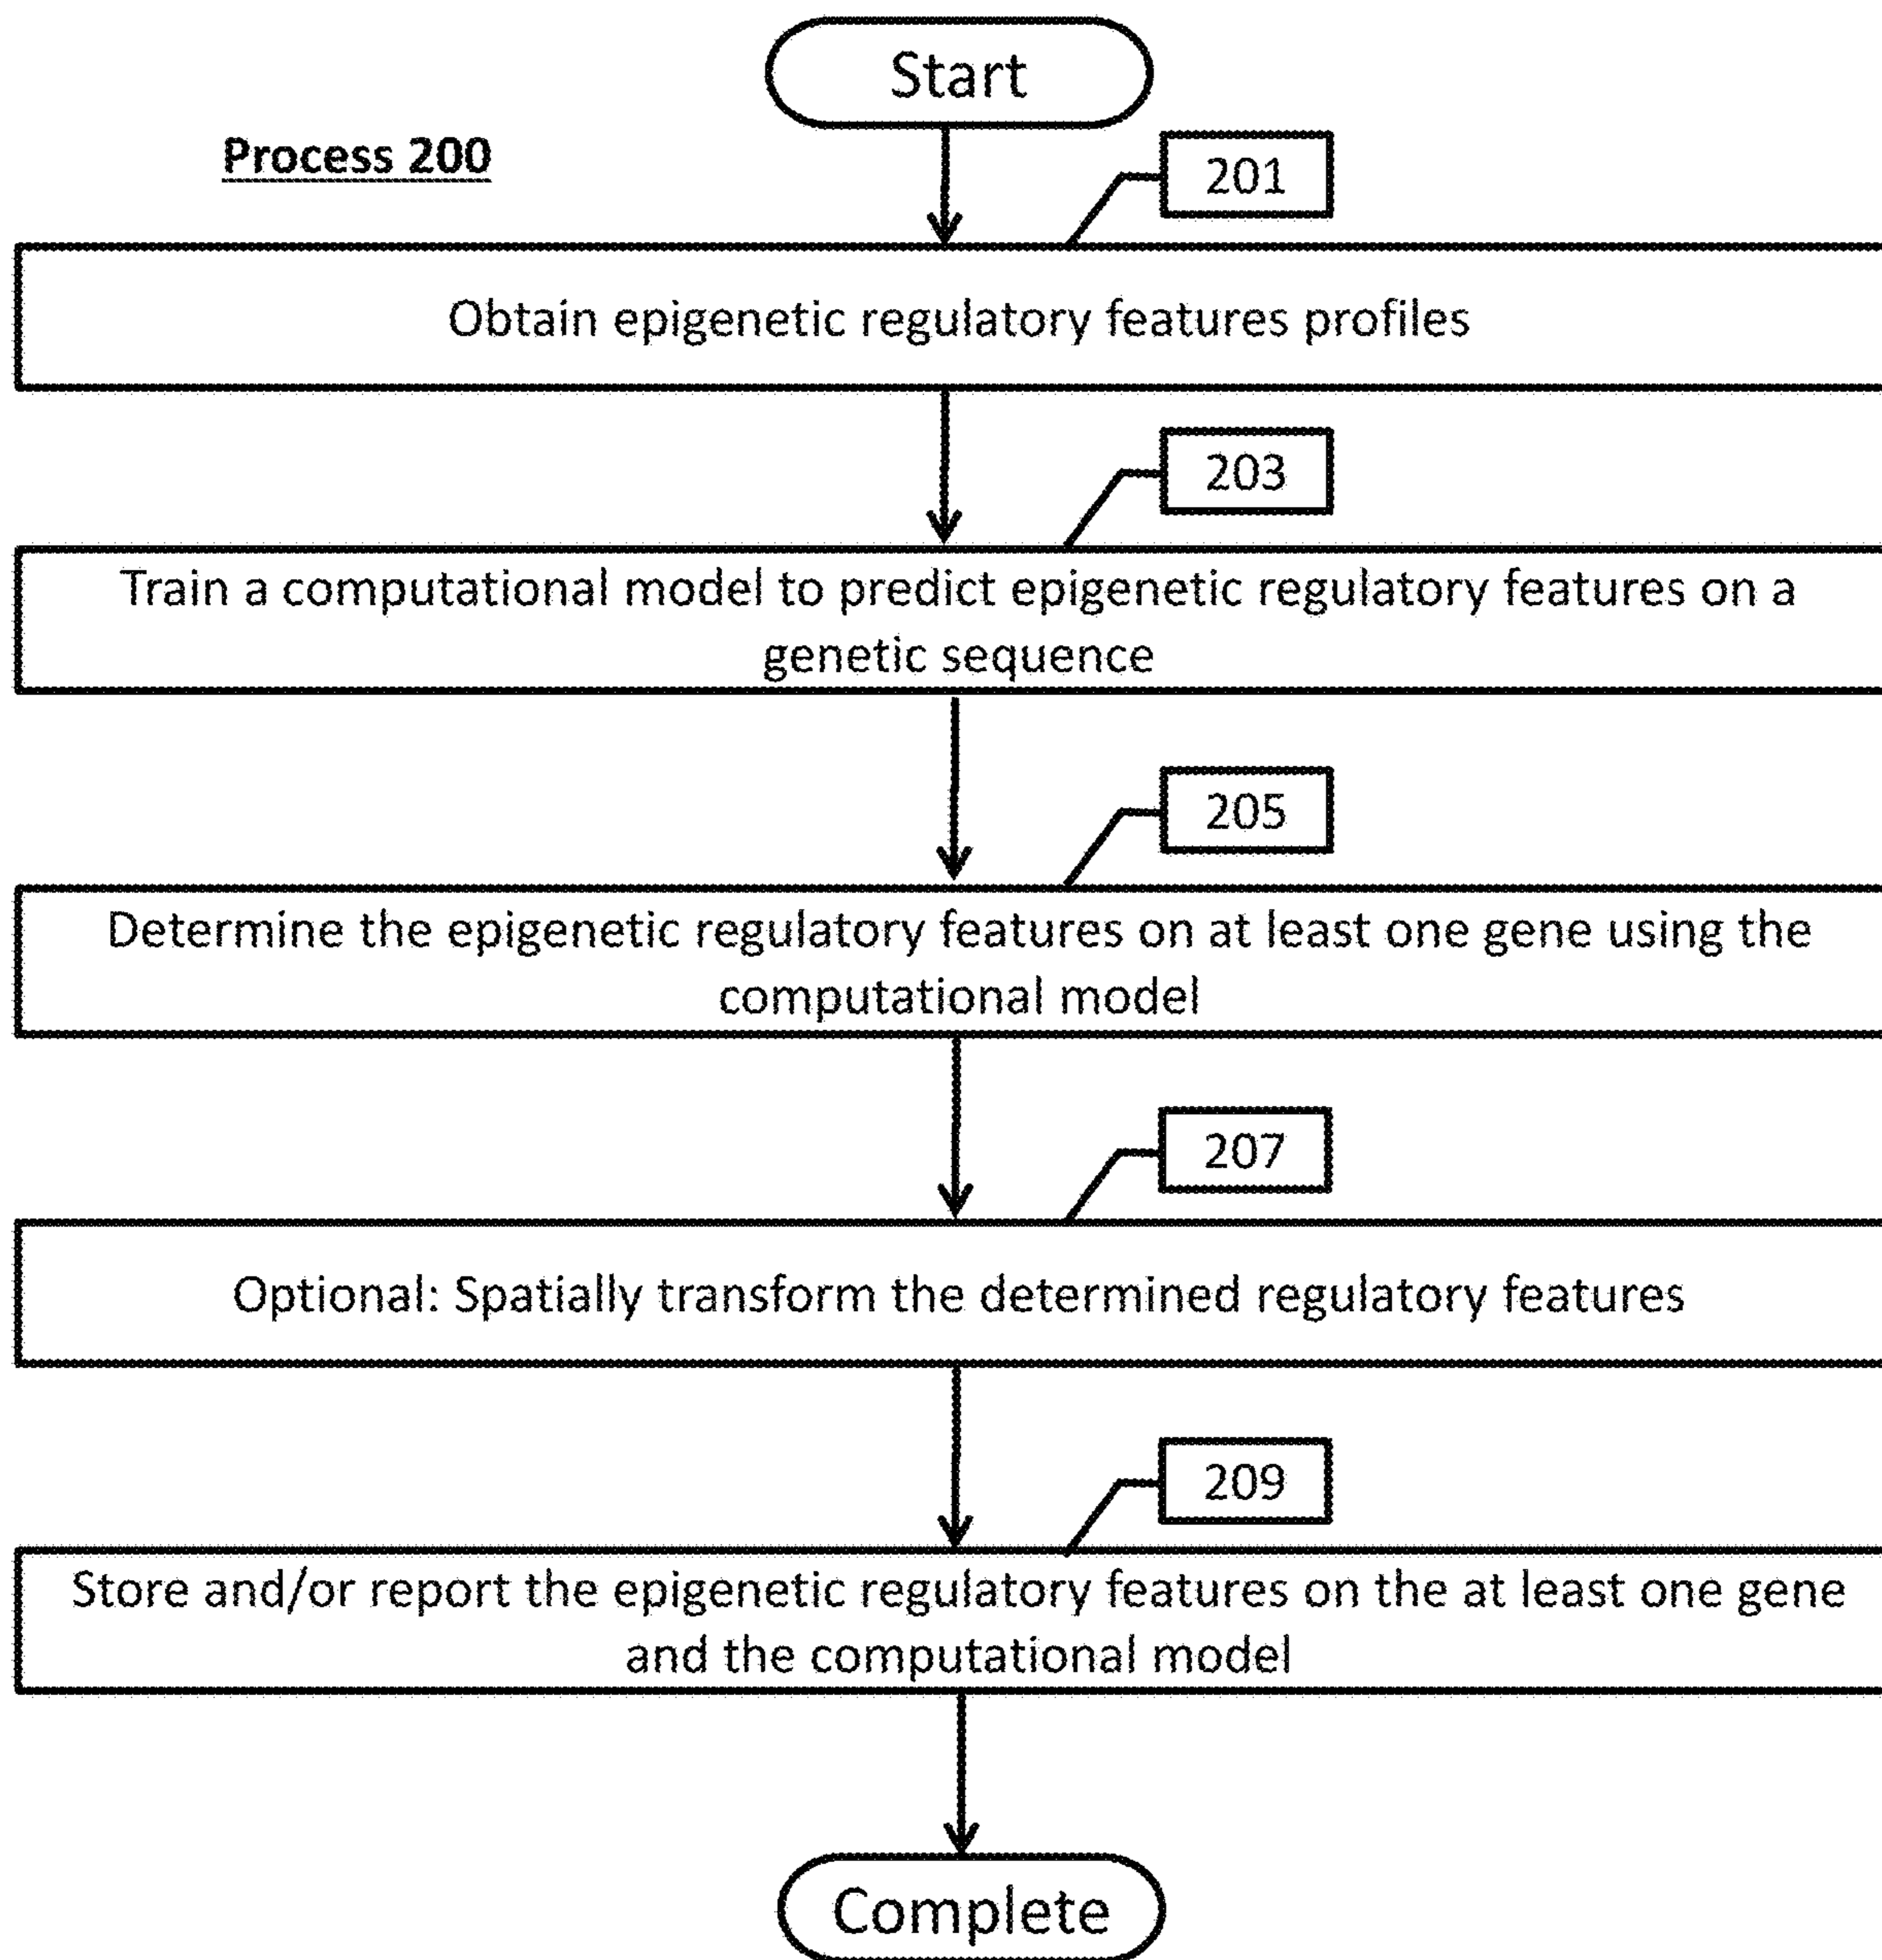 Start
Process 200
201
Obtain epigenetic regulatory features profiles
203
Train a computational model to predict epigenetic regulatory features on a
genetic sequence
205
Determine the epigenetic regulatory features on at least one gene using the
computational model
207
Optional: Spatially transform the determined regulatory features
209
Store and/or report the epigenetic regulatory features on the at least one gene
and the computational model
Complete